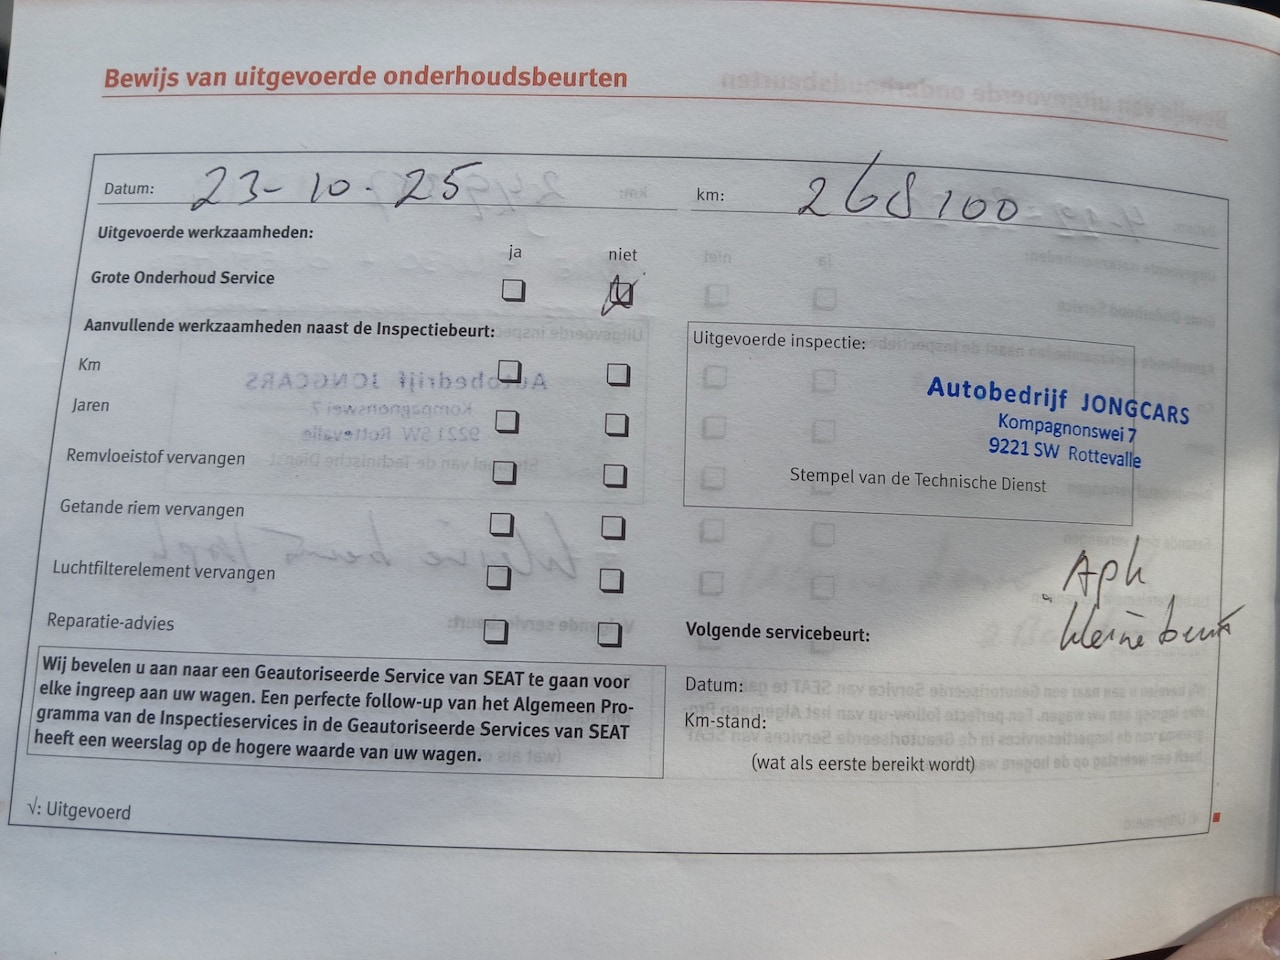 Bewijs van uitgevoerde onderhoudsbeurten
Datum: 23-10-25 km: 268100
Uitgevoerde werkzaamheden:
ja niet
Grote Onderhoud Service
Aanvullende werkzaamheden naast de Inspectiebeurt:
Km
Jaren
Remvloeistof vervangen
Getande riem vervangen
Luchtfilterelement vervangen
Reparatie-advies
Uitgevoerde inspectie:
Autobedrijf JONGCARS
Kompagnonswei 7
9221 SW Rottevalle
Stempel van de Technische Dienst
Apk
kleine beurt
Volgende servicebeurt:
Datum:
Km-stand:
(wat als eerste bereikt wordt)
Wij bevelen u aan naar een Geautoriseerde Service van SEAT te gaan voor
elke ingreep aan uw wagen. Een perfecte follow-up van het Algemeen Pro-
gramma van de Inspectieservices in de Geautoriseerde Services van SEAT
heeft een weerslag op de hogere waarde van uw wagen.
√: Uitgevoerd